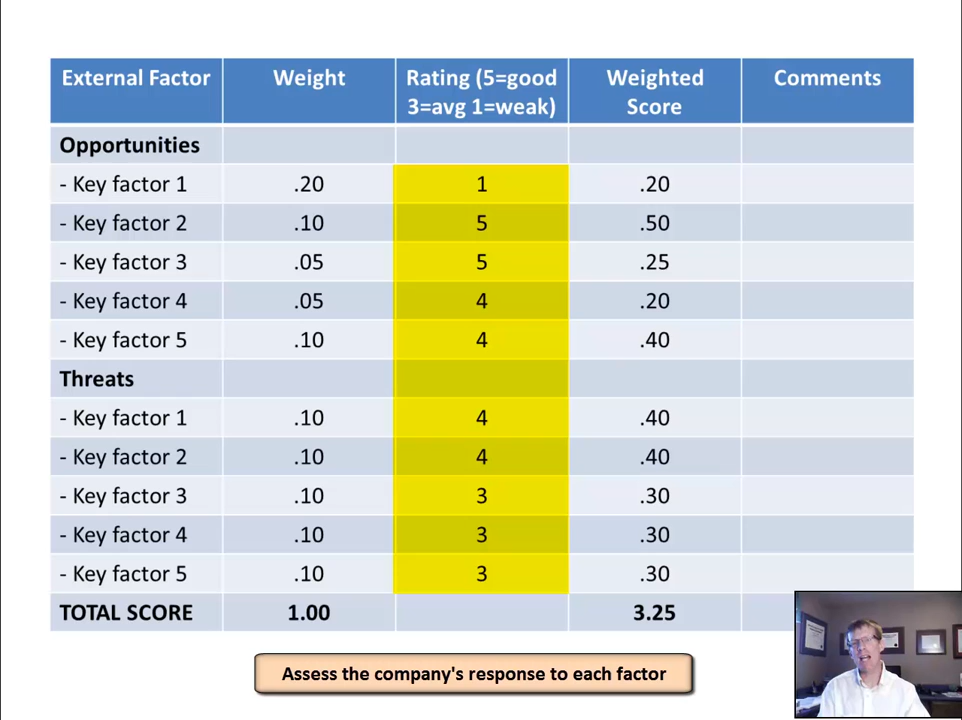 External Factor Weight Rating (5=good 3=avg 1=weak) Weighted Score Comments
Opportunities
- Key factor 1 .20 1 .20
- Key factor 2 .10 5 .50
- Key factor 3 .05 5 .25
- Key factor 4 .05 4 .20
- Key factor 5 .10 4 .40
Threats
- Key factor 1 .10 4 .40
- Key factor 2 .10 4 .40
- Key factor 3 .10 3 .30
- Key factor 4 .10 3 .30
- Key factor 5 .10 3 .30
TOTAL SCORE 1.00 3.25
Assess the company's response to each factor